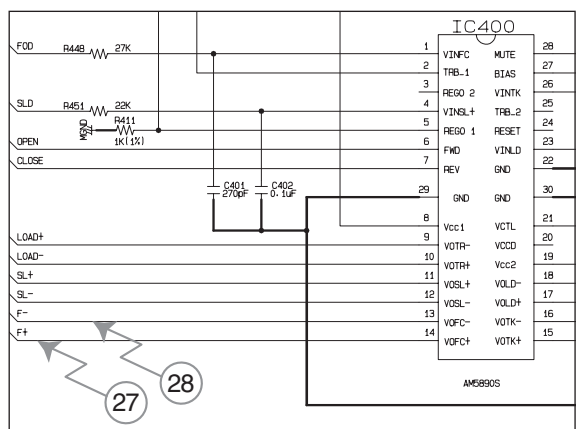 IC400
FOD R448 27K 1 VINFC MUTE 28
2 TRB_1 BIAS 27
3 REGO 2 VINTK 26
SLD R451 22K 4 VINSL+ TRB_2 25
MGND R411 1K(1%) 5 REGO 1 RESET 24
OPEN 6 FWD VINLD 23
CLOSE 7 REV GND 22
C401 270pF C402 0.1uF 29 GND GND 30
8 Vcc1 VCTL 21
LOAD+ 9 VOTR- VCCD 20
LOAD- 10 VOTR+ Vcc2 19
SL+ 11 VOSL+ VOLD- 18
SL- 12 VOSL- VOLD+ 17
F- 13 VOFC- VOTK- 16
F+ 14 VOFC+ VOTK+ 15
AM5890S
27 28